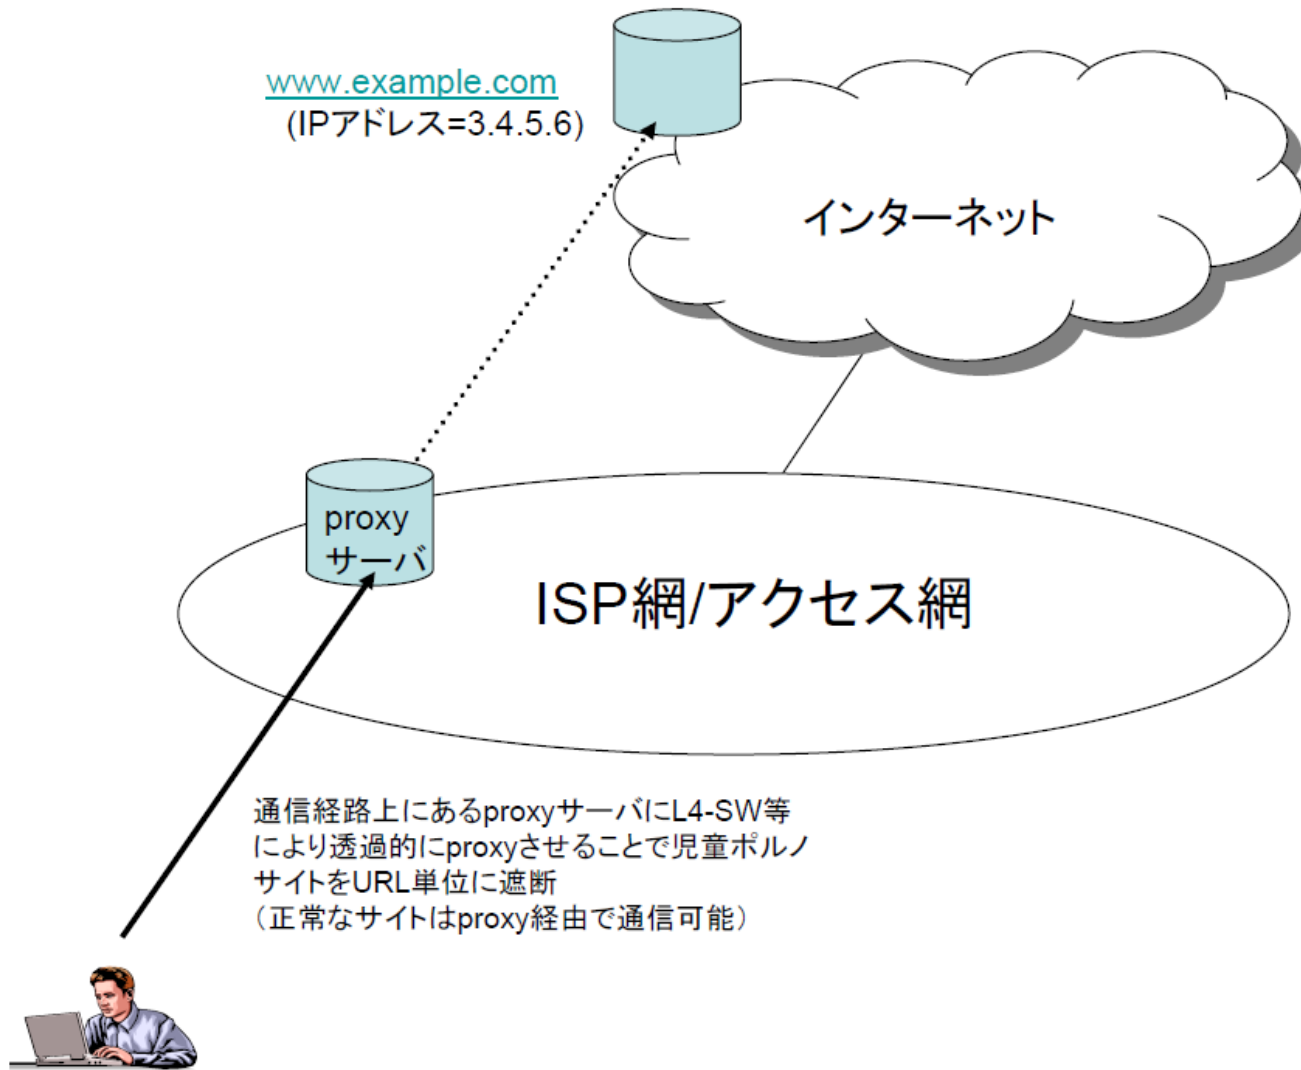 www.example.com
(IPアドレス=3.4.5.6)
インターネット
proxy
サーバ
ISP網/アクセス網
通信経路上にあるproxyサーバにL4-SW等
により透過的にproxyさせることで児童ポルノ
サイトをURL単位に遮断
（正常なサイトはproxy経由で通信可能）